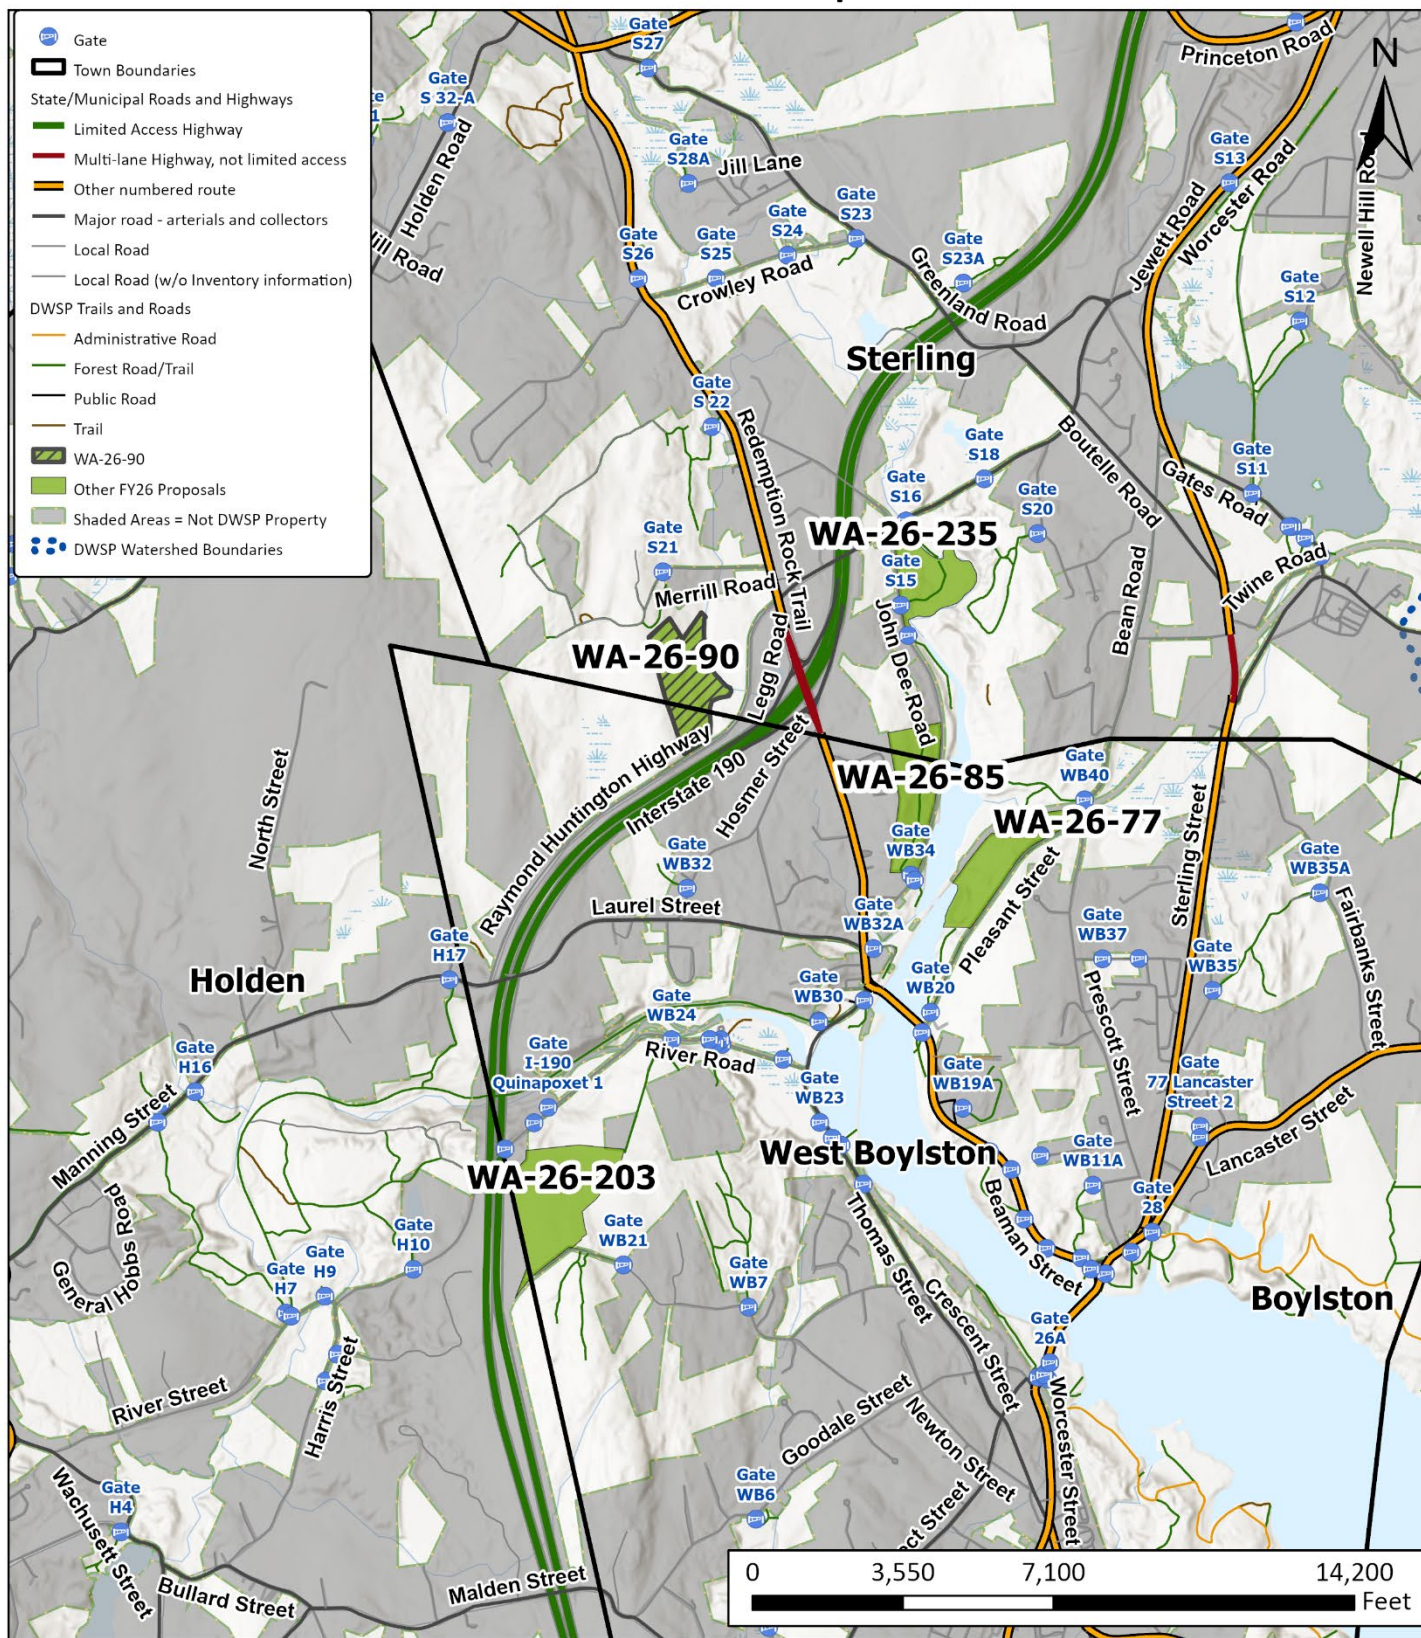 Gate
Town Boundaries
State/Municipal Roads and Highways
Limited Access Highway
Multi-lane Highway, not limited access
Other numbered route
Major road - arterials and collectors
Local Road
Local Road (w/o Inventory information)
DWSP Trails and Roads
Administrative Road
Forest Road/Trail
Public Road
Trail
WA-26-90
Other FY26 Proposals
Shaded Areas = Not DWSP Property
DWSP Watershed Boundaries
N
Gate
S27
Princeton Road
Gate
S 32-A
Holden Road
Gate
S28A
Jill Lane
Gate
S13
Worcester Road
Jewett Road
Gate
S26
Gate
S25
Gate
S24
Gate
S23
Crowley Road
Gate
S23A
Greenland Road
Gate
S12
Sterling
Gate
S 22
Redemption Rock Trail
Gate
S18
Boutelle Road
Gate
S11
Gates Road
Gate
S16
Gate
S20
WA-26-235
Gate
S21
Merrill Road
Gate
S15
John Dee Road
Bean Road
Twine Road
WA-26-90
Legg Road
Raymond Huntington Highway
Interstate 190
Hosmer Street
WA-26-85
Gate
WB40
WA-26-77
Sterling Street
North Street
Gate
WB32
Gate
WB34
Pleasant Street
Gate
WB35A
Fairbanks Street
Laurel Street
Gate
WB32A
Gate
WB37
Gate
WB35
Gate
H17
Holden
Gate
WB30
Gate
WB20
Prescott Street
Gate
WB24
River Road
Gate
I-190
Quinapoxet 1
Gate
H16
Manning Street
Gate
WB23
Gate
WB19A
Gate
77 Lancaster
Street 2
Lancaster Street
WA-26-203
West Boylston
Gate
WB11A
Beaman Street
Gate
28
General Hobbs Road
Gate
H10
Gate
WB21
Thomas Street
Gate
H9
Gate
H7
Gate
WB7
Crescent Street
Boylston
Gate
26A
Harris Street
River Street
Goodale Street
Newton Street
Worcester Street
Gate
WB6
Gate
H4
Wachusett Street
Bullard Street
Malden Street
0 3,550 7,100 14,200
Feet